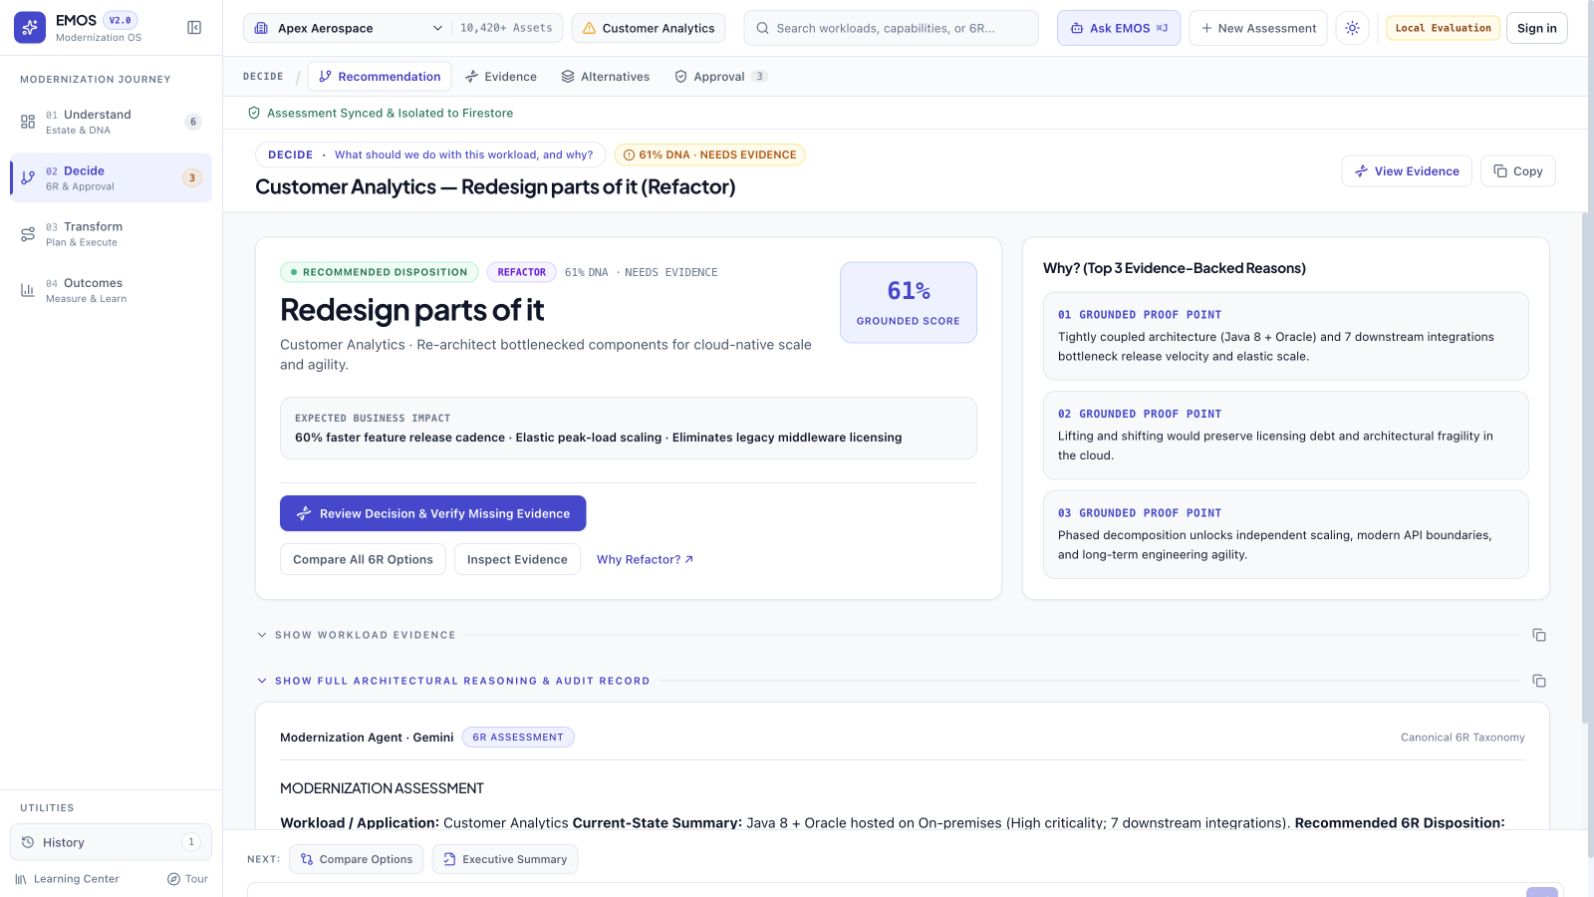 EMOS V2.0
Modernization OS
MODERNIZATION JOURNEY
01 Understand
Estate & DNA
6
02 Decide
6R & Approval
3
03 Transform
Plan & Execute
04 Outcomes
Measure & Learn
UTILITIES
History 1
Learning Center Tour
Apex Aerospace 10,420+ Assets Customer Analytics Search workloads, capabilities, or 6R... Ask EMOS ⌘J + New Assessment Local Evaluation Sign in
DECIDE / Recommendation Evidence Alternatives Approval 3
Assessment Synced & Isolated to Firestore
DECIDE · What should we do with this workload, and why? 61% DNA · NEEDS EVIDENCE
Customer Analytics — Redesign parts of it (Refactor)
View Evidence Copy
RECOMMENDED DISPOSITION REFACTOR 61% DNA · NEEDS EVIDENCE
Redesign parts of it
Customer Analytics · Re-architect bottlenecked components for cloud-native scale
and agility.
61%
GROUNDED SCORE
EXPECTED BUSINESS IMPACT
60% faster feature release cadence · Elastic peak-load scaling · Eliminates legacy middleware licensing
Review Decision & Verify Missing Evidence
Compare All 6R Options Inspect Evidence Why Refactor? ↗
Why? (Top 3 Evidence-Backed Reasons)
01 GROUNDED PROOF POINT
Tightly coupled architecture (Java 8 + Oracle) and 7 downstream integrations
bottleneck release velocity and elastic scale.
02 GROUNDED PROOF POINT
Lifting and shifting would preserve licensing debt and architectural fragility in
the cloud.
03 GROUNDED PROOF POINT
Phased decomposition unlocks independent scaling, modern API boundaries,
and long-term engineering agility.
SHOW WORKLOAD EVIDENCE
SHOW FULL ARCHITECTURAL REASONING & AUDIT RECORD
Modernization Agent · Gemini 6R ASSESSMENT Canonical 6R Taxonomy
MODERNIZATION ASSESSMENT
Workload / Application: Customer Analytics Current-State Summary: Java 8 + Oracle hosted on On-premises (High criticality; 7 downstream integrations). Recommended 6R Disposition:
NEXT: Compare Options Executive Summary